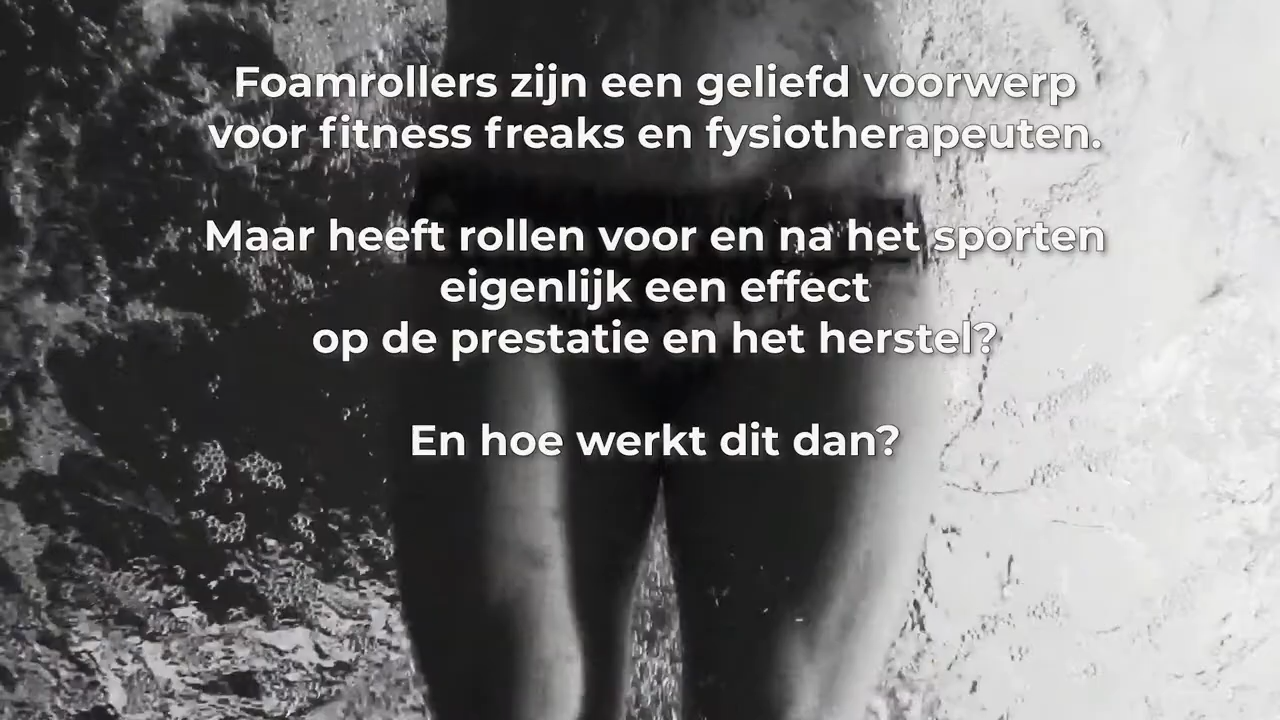 Foamrollers zijn een geliefd voorwerp
voor fitness freaks en fysiotherapeuten.
Maar heeft rollen voor en na het sporten
eigenlijk een effect
op de prestatie en het herstel?
En hoe werkt dit dan?